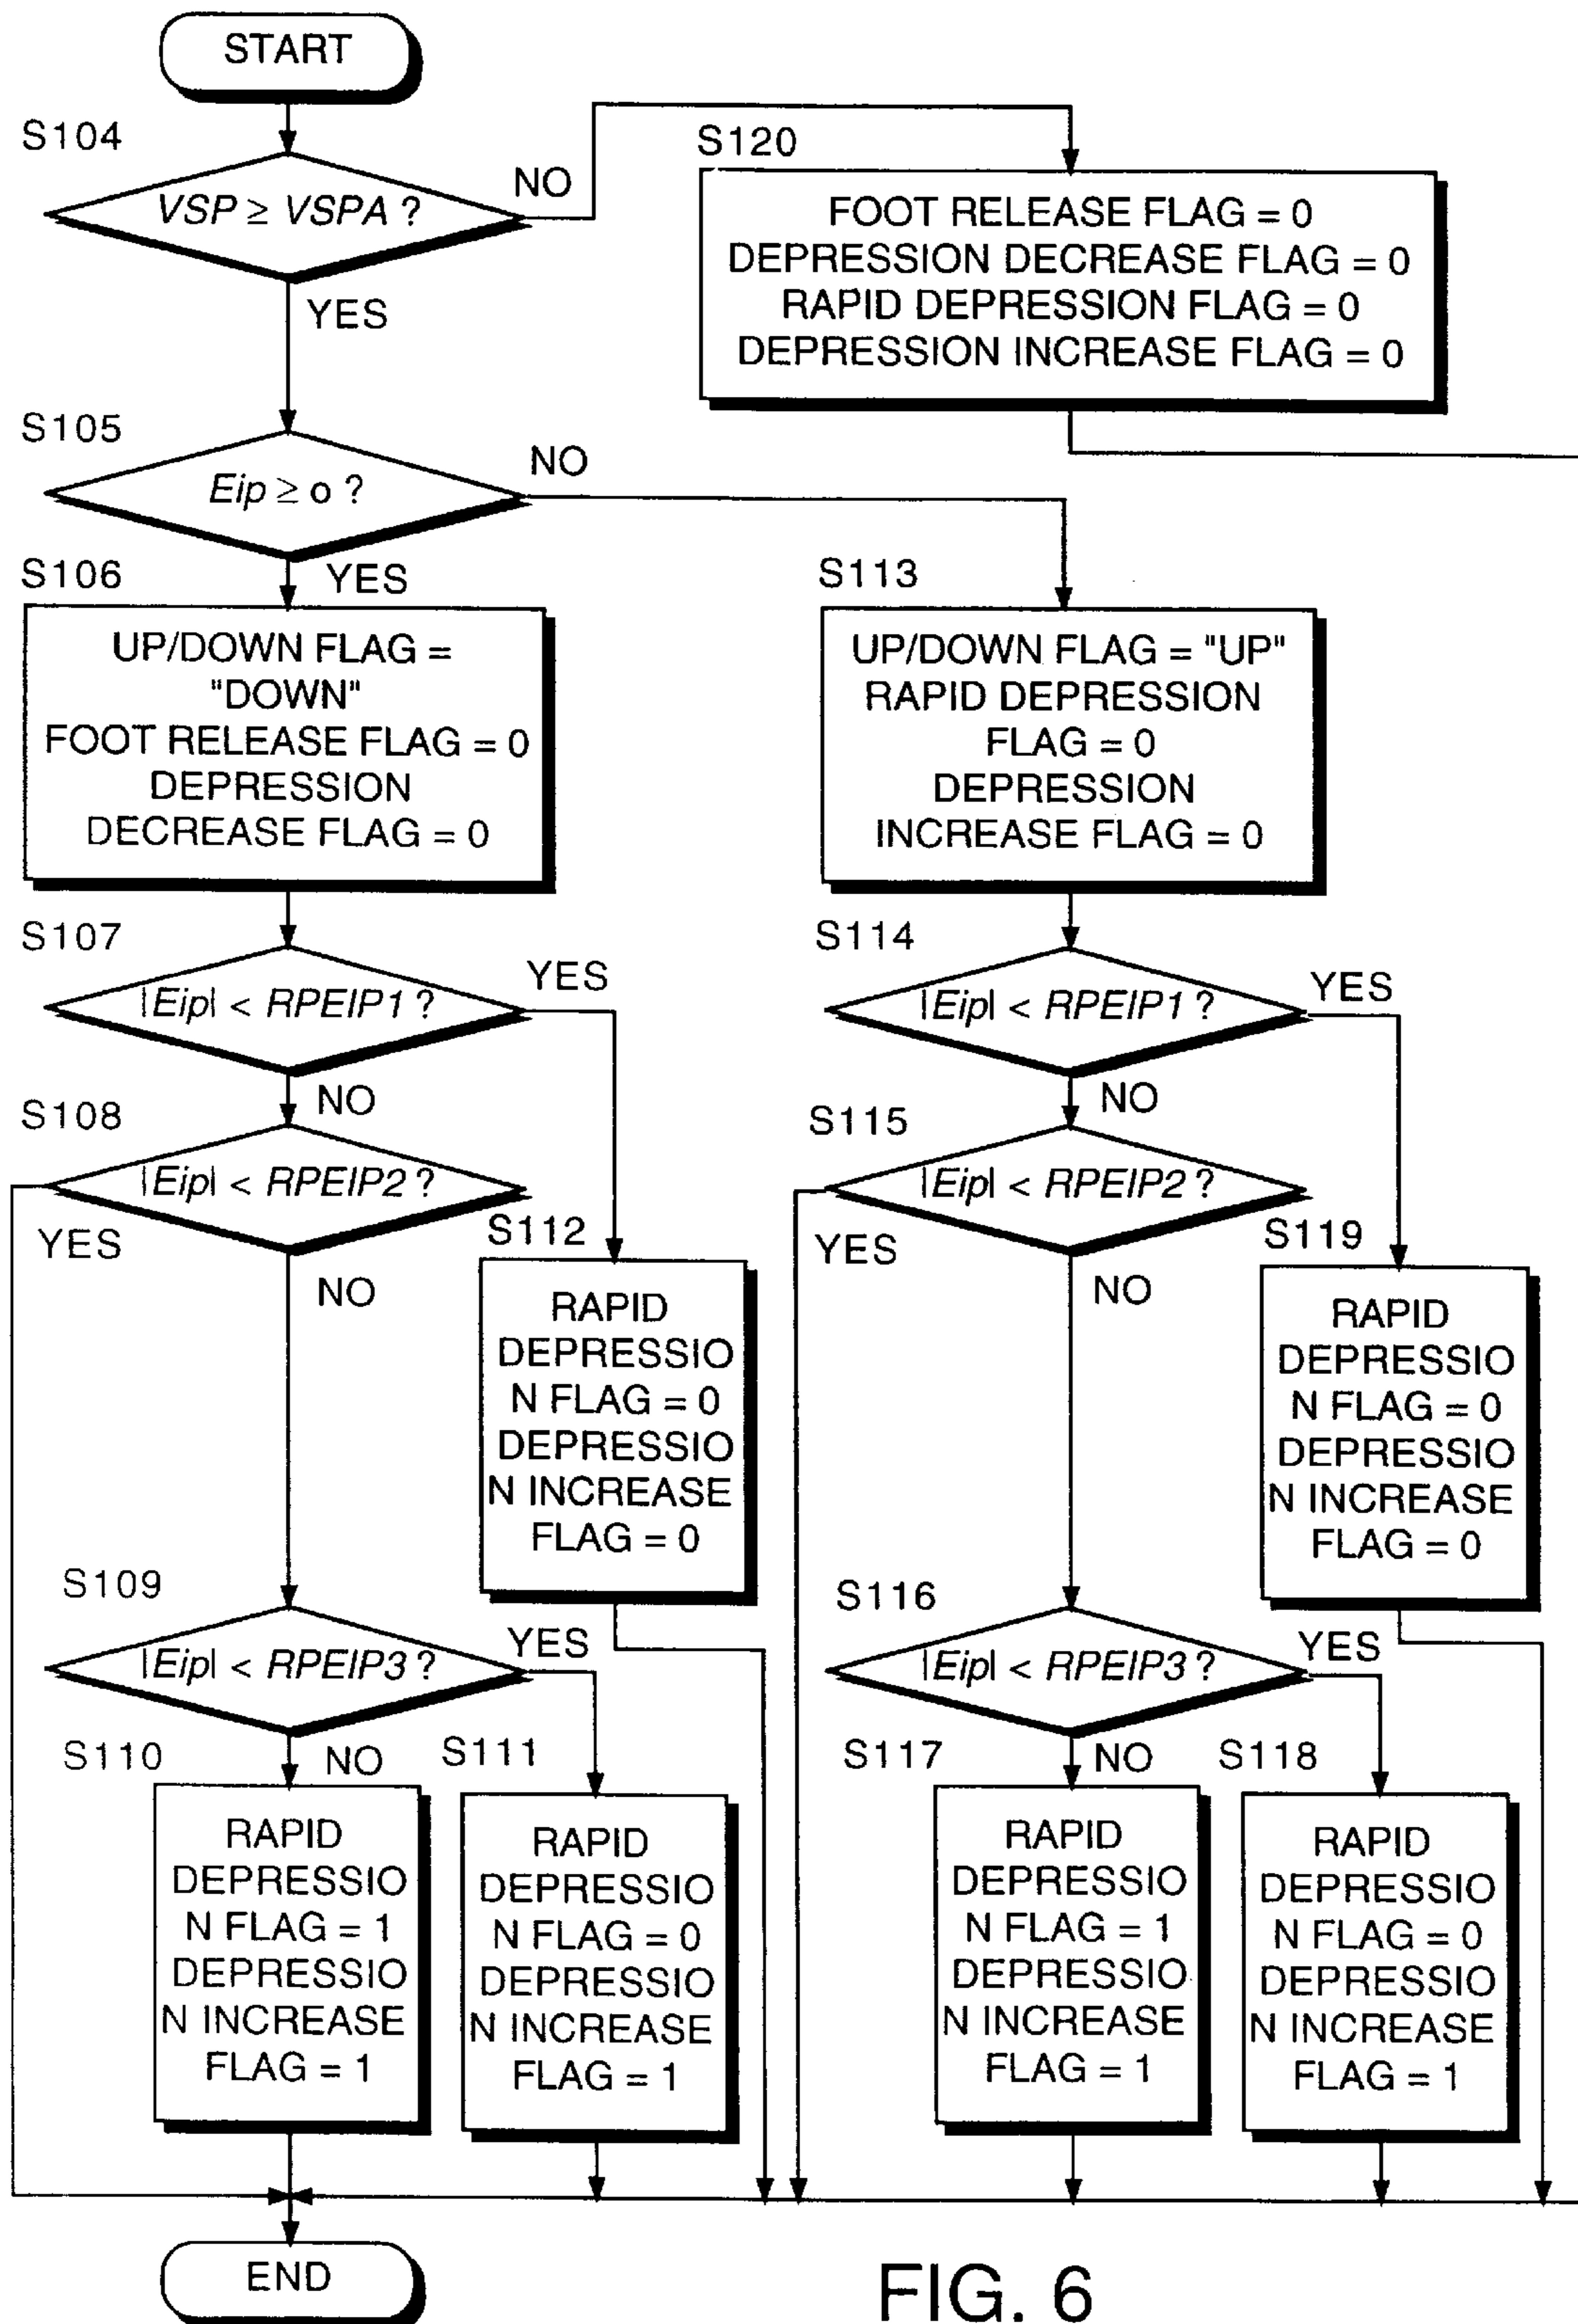 START
S104
VSP ≥ VSPA ?
NO
YES
S120
FOOT RELEASE FLAG = 0
DEPRESSION DECREASE FLAG = 0
RAPID DEPRESSION FLAG = 0
DEPRESSION INCREASE FLAG = 0
S105
Eip ≥ o ?
NO
YES
S106
UP/DOWN FLAG =
"DOWN"
FOOT RELEASE FLAG = 0
DEPRESSION
DECREASE FLAG = 0
S113
UP/DOWN FLAG = "UP"
RAPID DEPRESSION
FLAG = 0
DEPRESSION
INCREASE FLAG = 0
S107
|Eip| < RPEIP1 ?
YES
NO
S114
|Eip| < RPEIP1 ?
YES
NO
S108
|Eip| < RPEIP2 ?
YES
NO
S115
|Eip| < RPEIP2 ?
YES
NO
S112
RAPID
DEPRESSIO
N FLAG = 0
DEPRESSIO
N INCREASE
FLAG = 0
S119
RAPID
DEPRESSIO
N FLAG = 0
DEPRESSIO
N INCREASE
FLAG = 0
S109
|Eip| < RPEIP3 ?
YES
NO
S116
|Eip| < RPEIP3 ?
YES
NO
S110
RAPID
DEPRESSIO
N FLAG = 1
DEPRESSIO
N INCREASE
FLAG = 1
S111
RAPID
DEPRESSIO
N FLAG = 0
DEPRESSIO
N INCREASE
FLAG = 1
S117
RAPID
DEPRESSIO
N FLAG = 1
DEPRESSIO
N INCREASE
FLAG = 1
S118
RAPID
DEPRESSIO
N FLAG = 0
DEPRESSIO
N INCREASE
FLAG = 1
END
FIG. 6